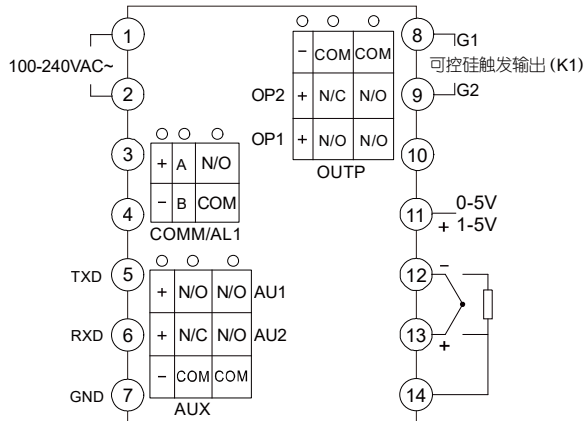 1
100-240VAC~
2
3
4
TXD 5
RXD 6
GND 7
+ A N/O
− B COM
COMM/AL1
+ N/O N/O AU1
+ N/C N/O AU2
− COM COM
AUX
− COM COM
OP2 + N/C N/O
OP1 + N/O N/O
OUTP
8 G1
可控硅触发输出(K1)
9 G2
10
11 0-5V
+ 1-5V
12 −
13 +
14